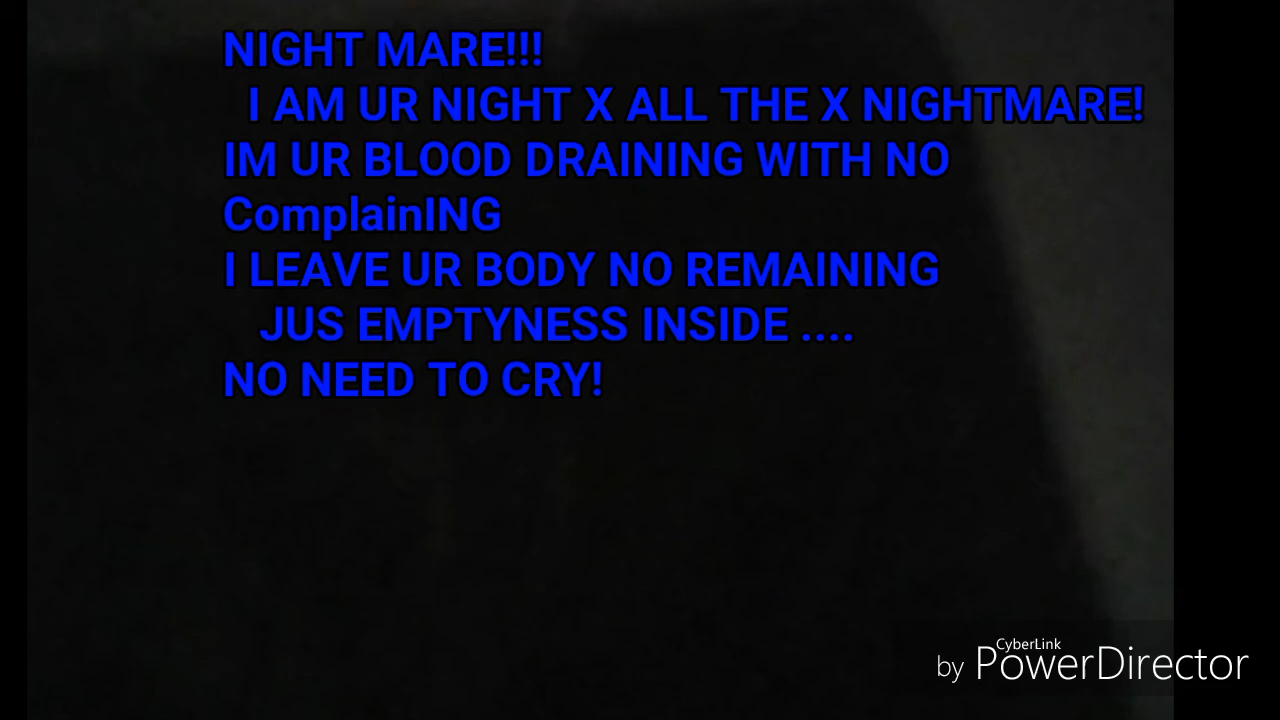 NIGHT MARE!!!
I AM UR NIGHT X ALL THE X NIGHTMARE!
IM UR BLOOD DRAINING WITH NO
ComplainING
I LEAVE UR BODY NO REMAINING
JUS EMPTYNESS INSIDE ....
NO NEED TO CRY!
CyberLink
by PowerDirector